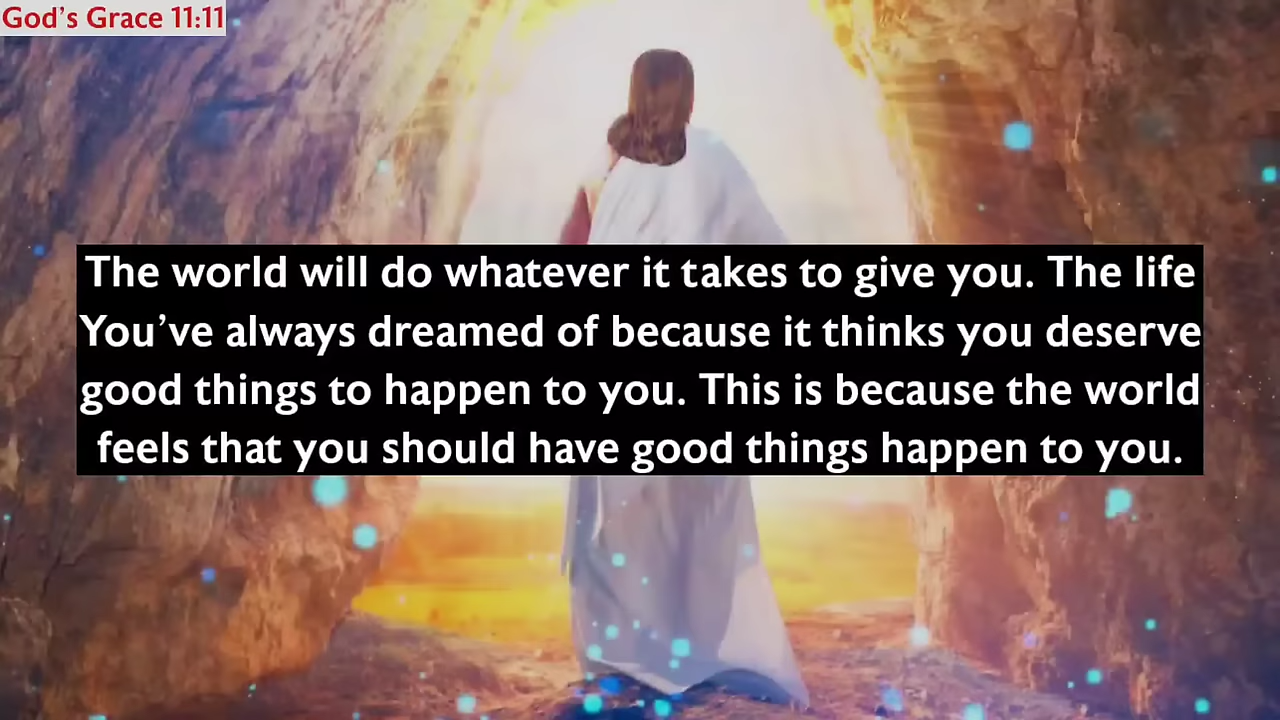 God's Grace 11:11
The world will do whatever it takes to give you. The life
You've always dreamed of because it thinks you deserve
good things to happen to you. This is because the world
feels that you should have good things happen to you.